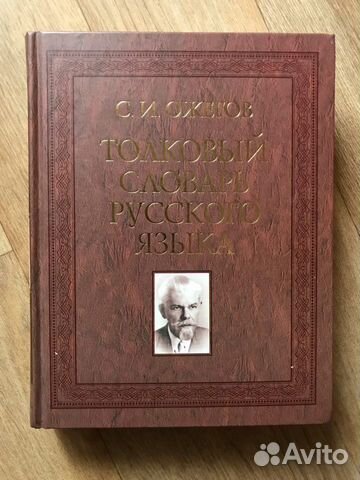 С. И. ОЖЕГОВ
ТОЛКОВЫЙ
СЛОВАРЬ
РУССКОГО
ЯЗЫКА
Avito